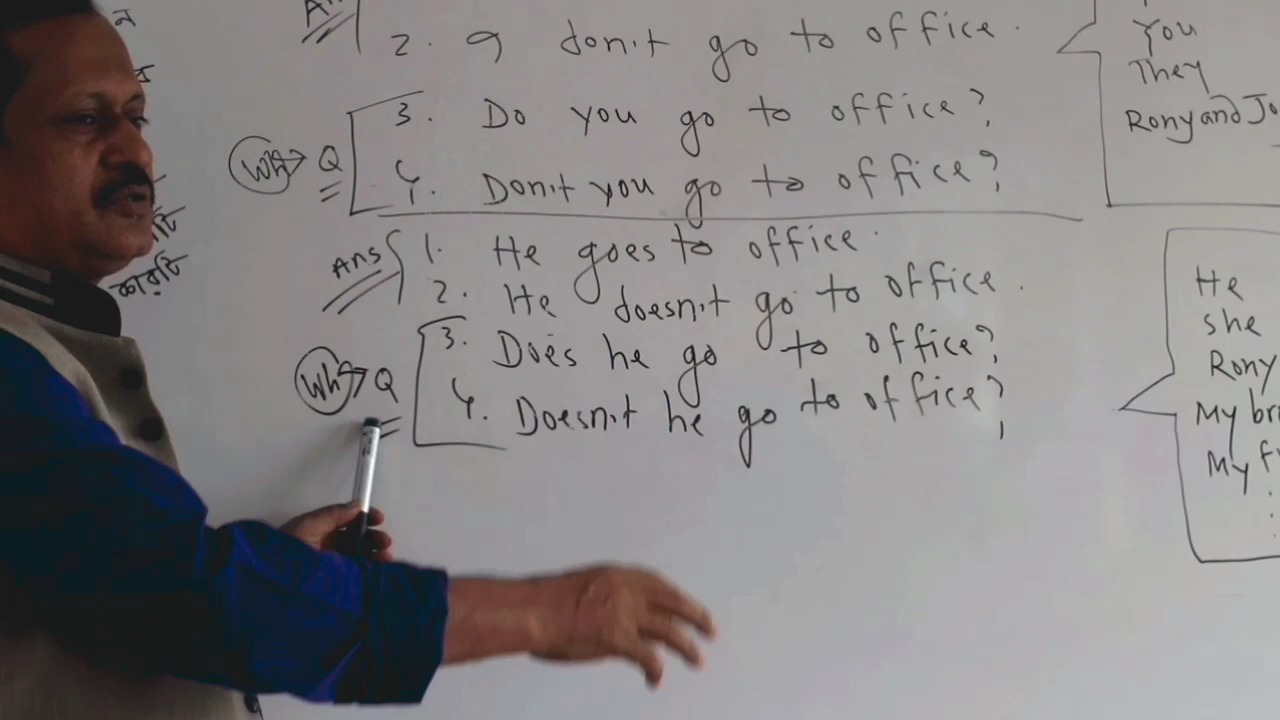 2. 9 don't go to office.
You
They
Rony and Jo
Wh → Q
3. Do you go to office?
4. Don't you go to office?
Ans
1. He goes to office.
2. He doesn't go to office.
Wh → Q
3. Does he go to office?
4. Doesn't he go to office?
He
she
Rony
My
My